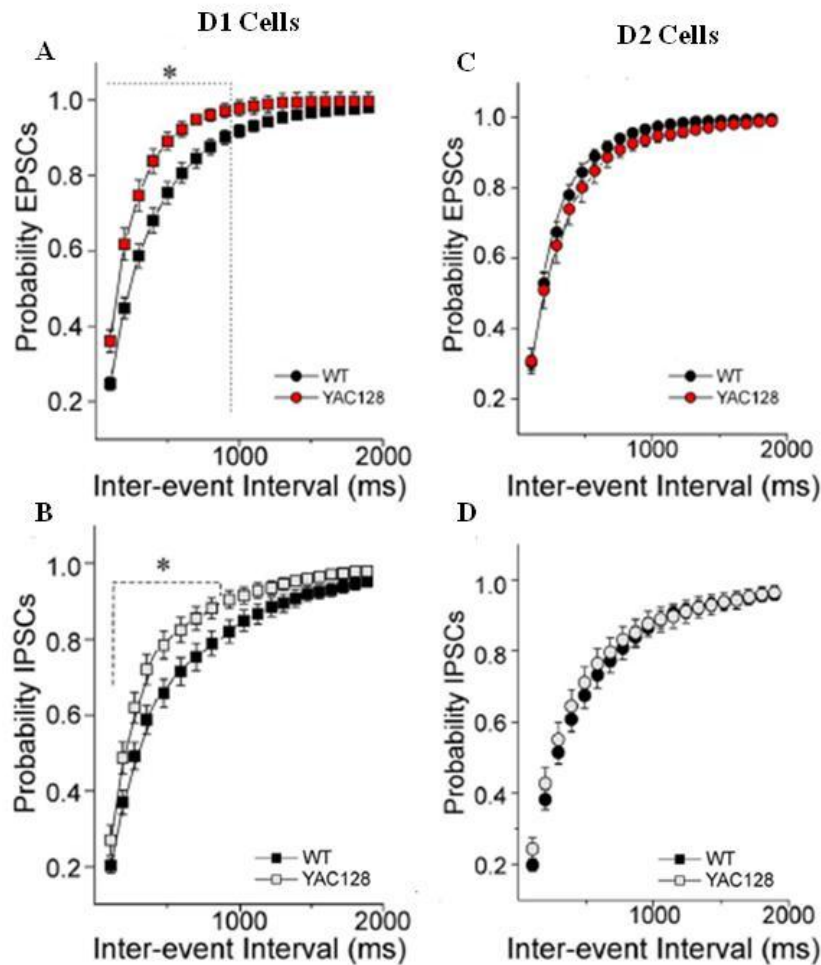 D1 Cells
D2 Cells
A
*
1.0
0.8
0.6
0.4
0.2
Probability EPSCs
WT
YAC128
1000
2000
Inter-event Interval (ms)
C
1.0
0.8
0.6
0.4
0.2
Probability EPSCs
WT
YAC128
1000
2000
Inter-event Interval (ms)
B
*
1.0
0.8
0.6
0.4
0.2
Probability IPSCs
WT
YAC128
1000
2000
Inter-event Interval (ms)
D
1.0
0.8
0.6
0.4
0.2
Probability IPSCs
WT
YAC128
1000
2000
Inter-event Interval (ms)